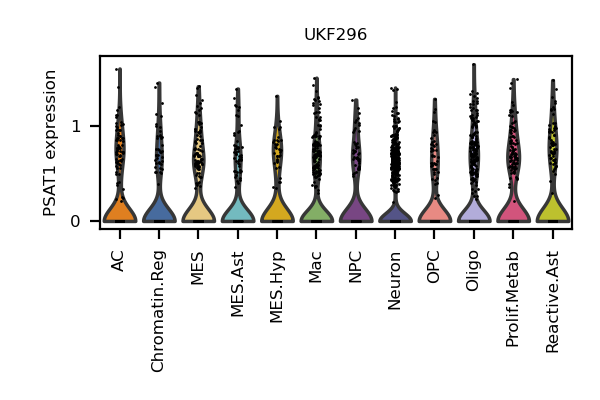 UKF296
PSAT1 expression
1
0
AC
Chromatin.Reg
MES
MES.Ast
MES.Hyp
Mac
NPC
Neuron
OPC
Oligo
Prolif.Metab
Reactive.Ast